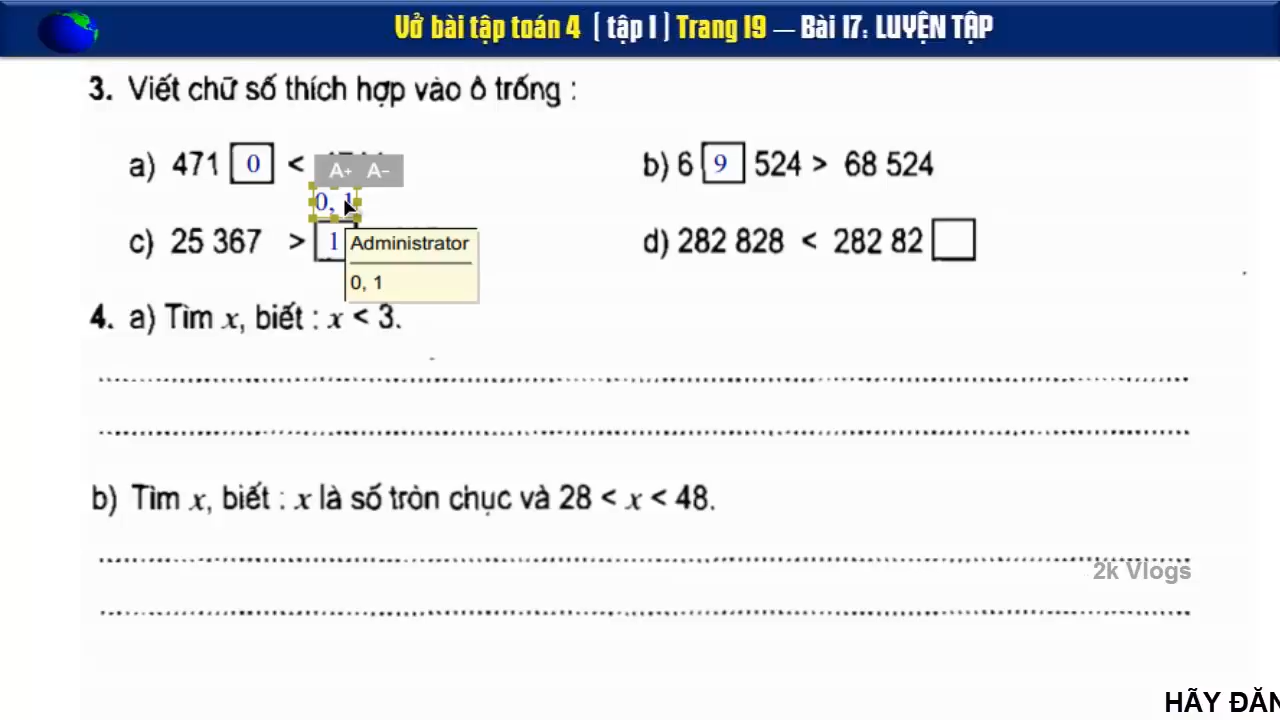 Vở bài tập toán 4 ( tập 1 ) Trang 19 — Bài 17: LUYỆN TẬP
3. Viết chữ số thích hợp vào ô trống :
a) 471 0 <
A+ A-
b) 6 9 524 > 68 524
0, 1
c) 25 367 > 1
Administrator
0, 1
d) 282 828 < 282 82
4. a) Tìm x, biết : x < 3.
b) Tìm x, biết : x là số tròn chục và 28 < x < 48.
2k Vlogs
HÃY ĐĂN